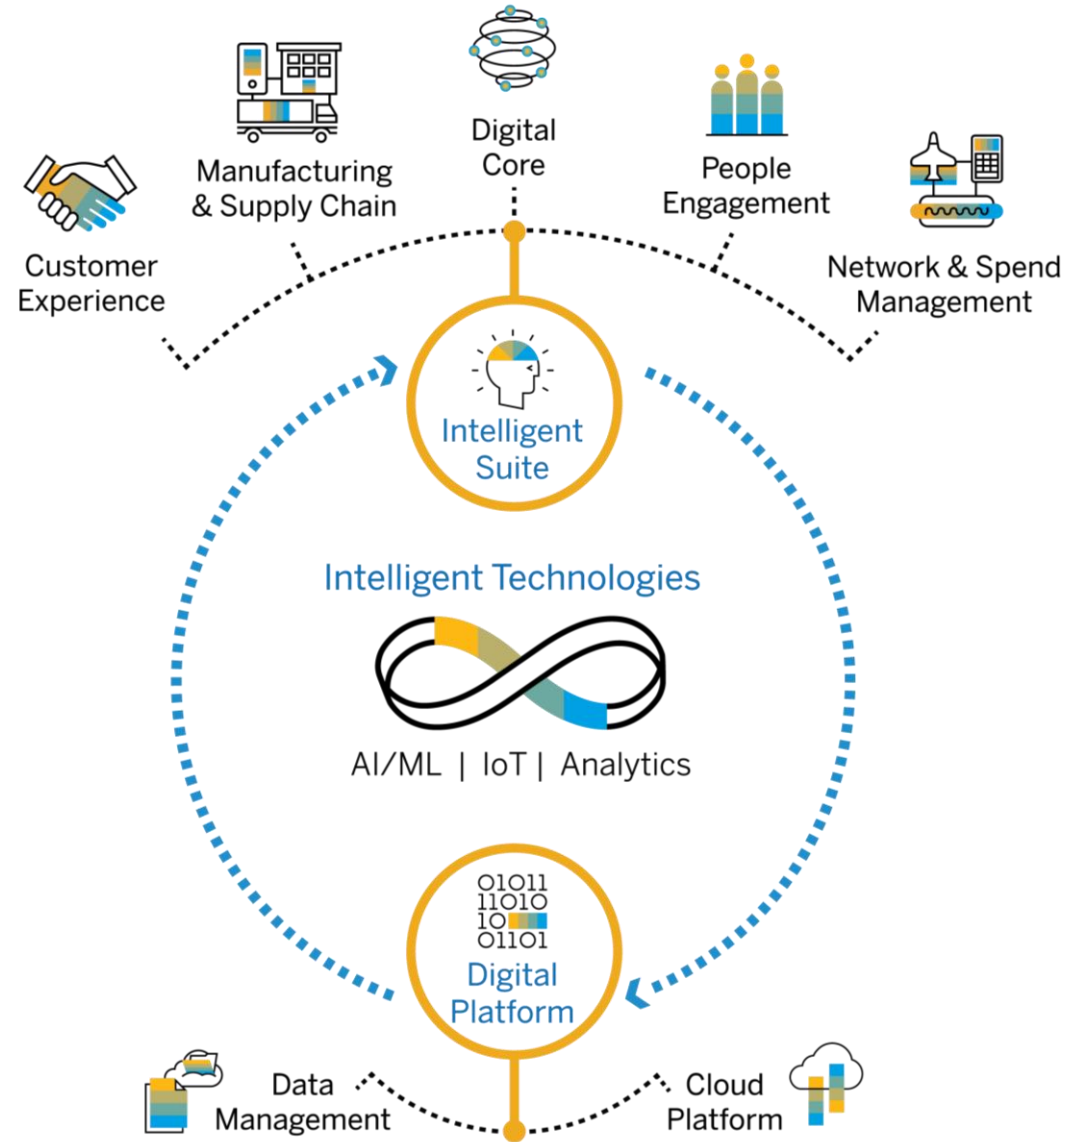 Digital
Core
Manufacturing
& Supply Chain
People
Engagement
Customer
Experience
Network & Spend
Management
Intelligent
Suite
Intelligent Technologies
AI/ML | IoT | Analytics
01011
11010
10
01101
Digital
Platform
Data
Management
Cloud
Platform